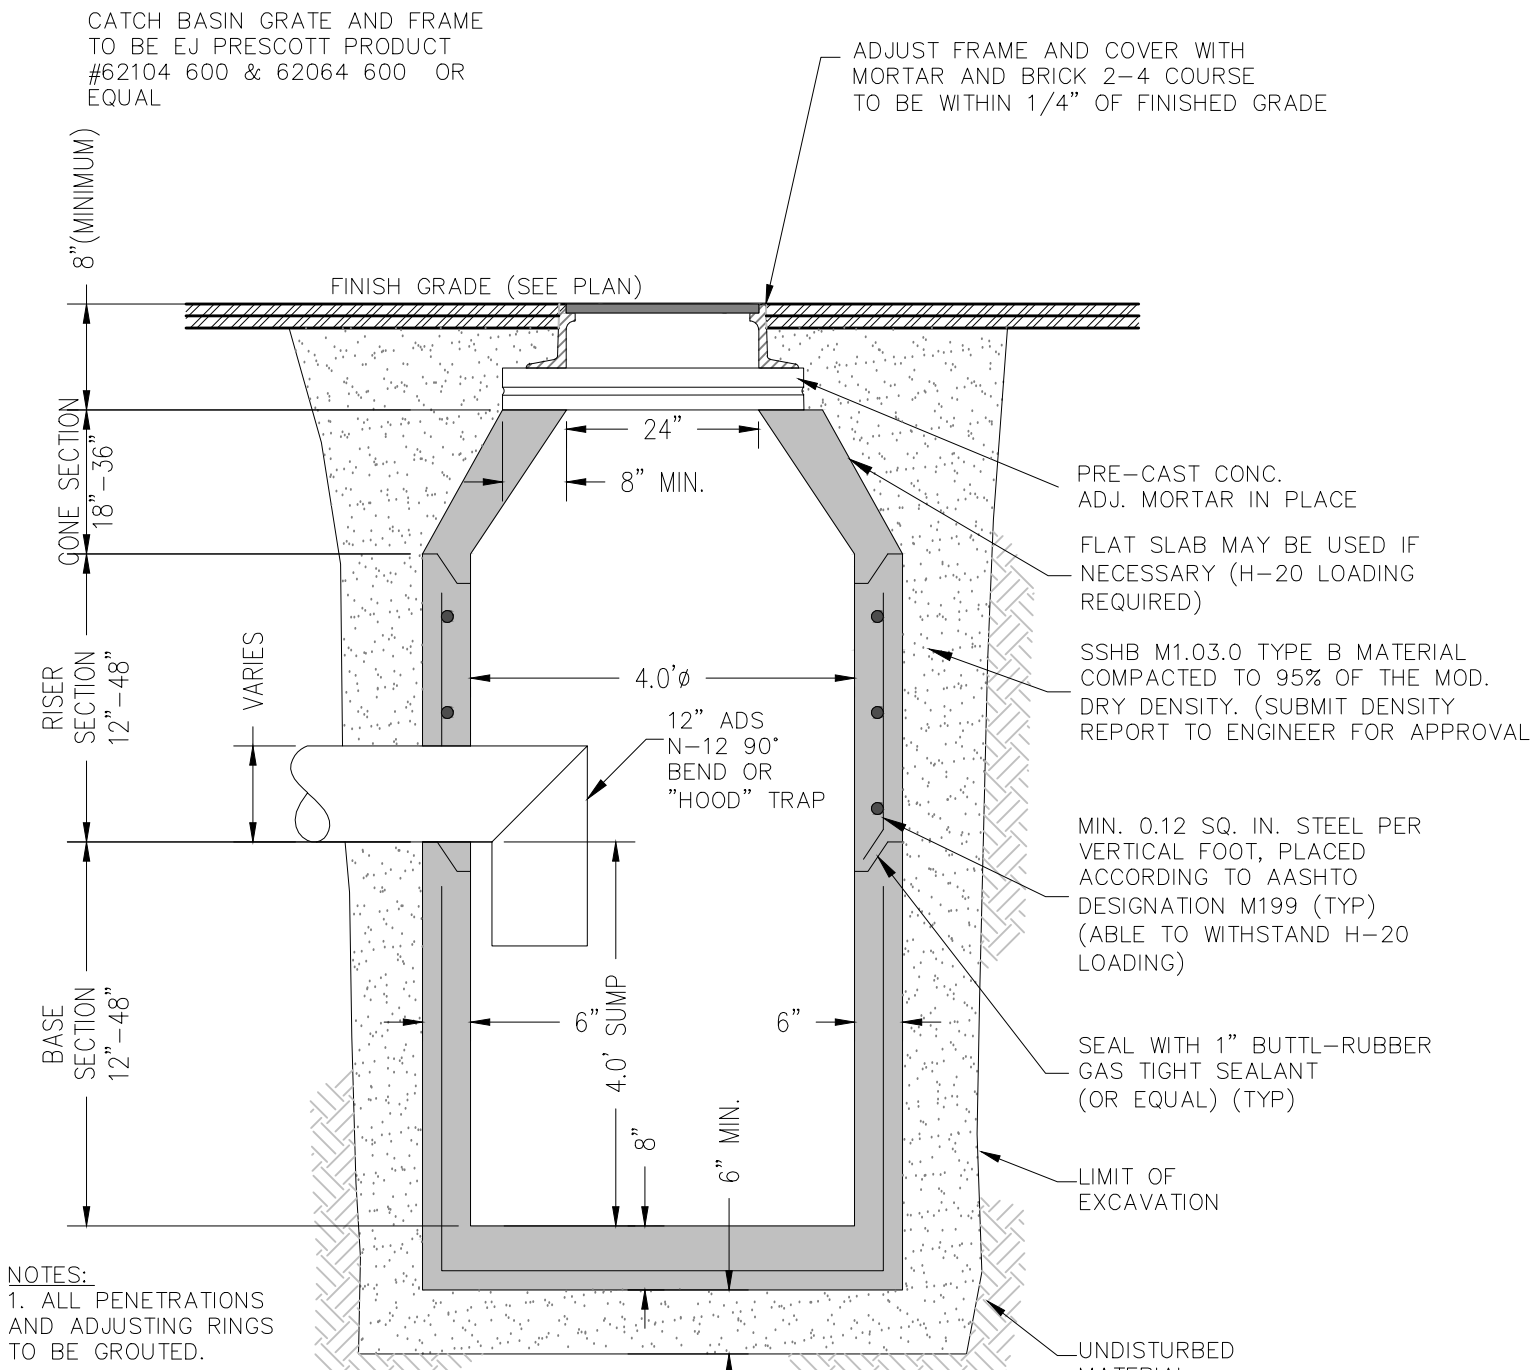 CATCH BASIN GRATE AND FRAME
TO BE EJ PRESCOTT PRODUCT
#62104 600 & 62064 600 OR
EQUAL
ADJUST FRAME AND COVER WITH
MORTAR AND BRICK 2-4 COURSE
TO BE WITHIN 1/4" OF FINISHED GRADE
8"(MINIMUM)
FINISH GRADE (SEE PLAN)
CONE SECTION
18"-36"
24"
8" MIN.
PRE-CAST CONC.
ADJ. MORTAR IN PLACE
FLAT SLAB MAY BE USED IF
NECESSARY (H-20 LOADING
REQUIRED)
RISER
SECTION
12"-48"
VARIES
4.0'ø
12" ADS
N-12 90°
BEND OR
"HOOD" TRAP
SSHB M1.03.0 TYPE B MATERIAL
COMPACTED TO 95% OF THE MOD.
DRY DENSITY. (SUBMIT DENSITY
REPORT TO ENGINEER FOR APPROVAL
MIN. 0.12 SQ. IN. STEEL PER
VERTICAL FOOT, PLACED
ACCORDING TO AASHTO
DESIGNATION M199 (TYP)
(ABLE TO WITHSTAND H-20
LOADING)
BASE
SECTION
12"-48"
6"
4.0' SUMP
6"
SEAL WITH 1" BUTTL-RUBBER
GAS TIGHT SEALANT
(OR EQUAL) (TYP)
8"
6" MIN.
LIMIT OF
EXCAVATION
NOTES:
1. ALL PENETRATIONS
AND ADJUSTING RINGS
TO BE GROUTED.
UNDISTURBED
MATERIAL